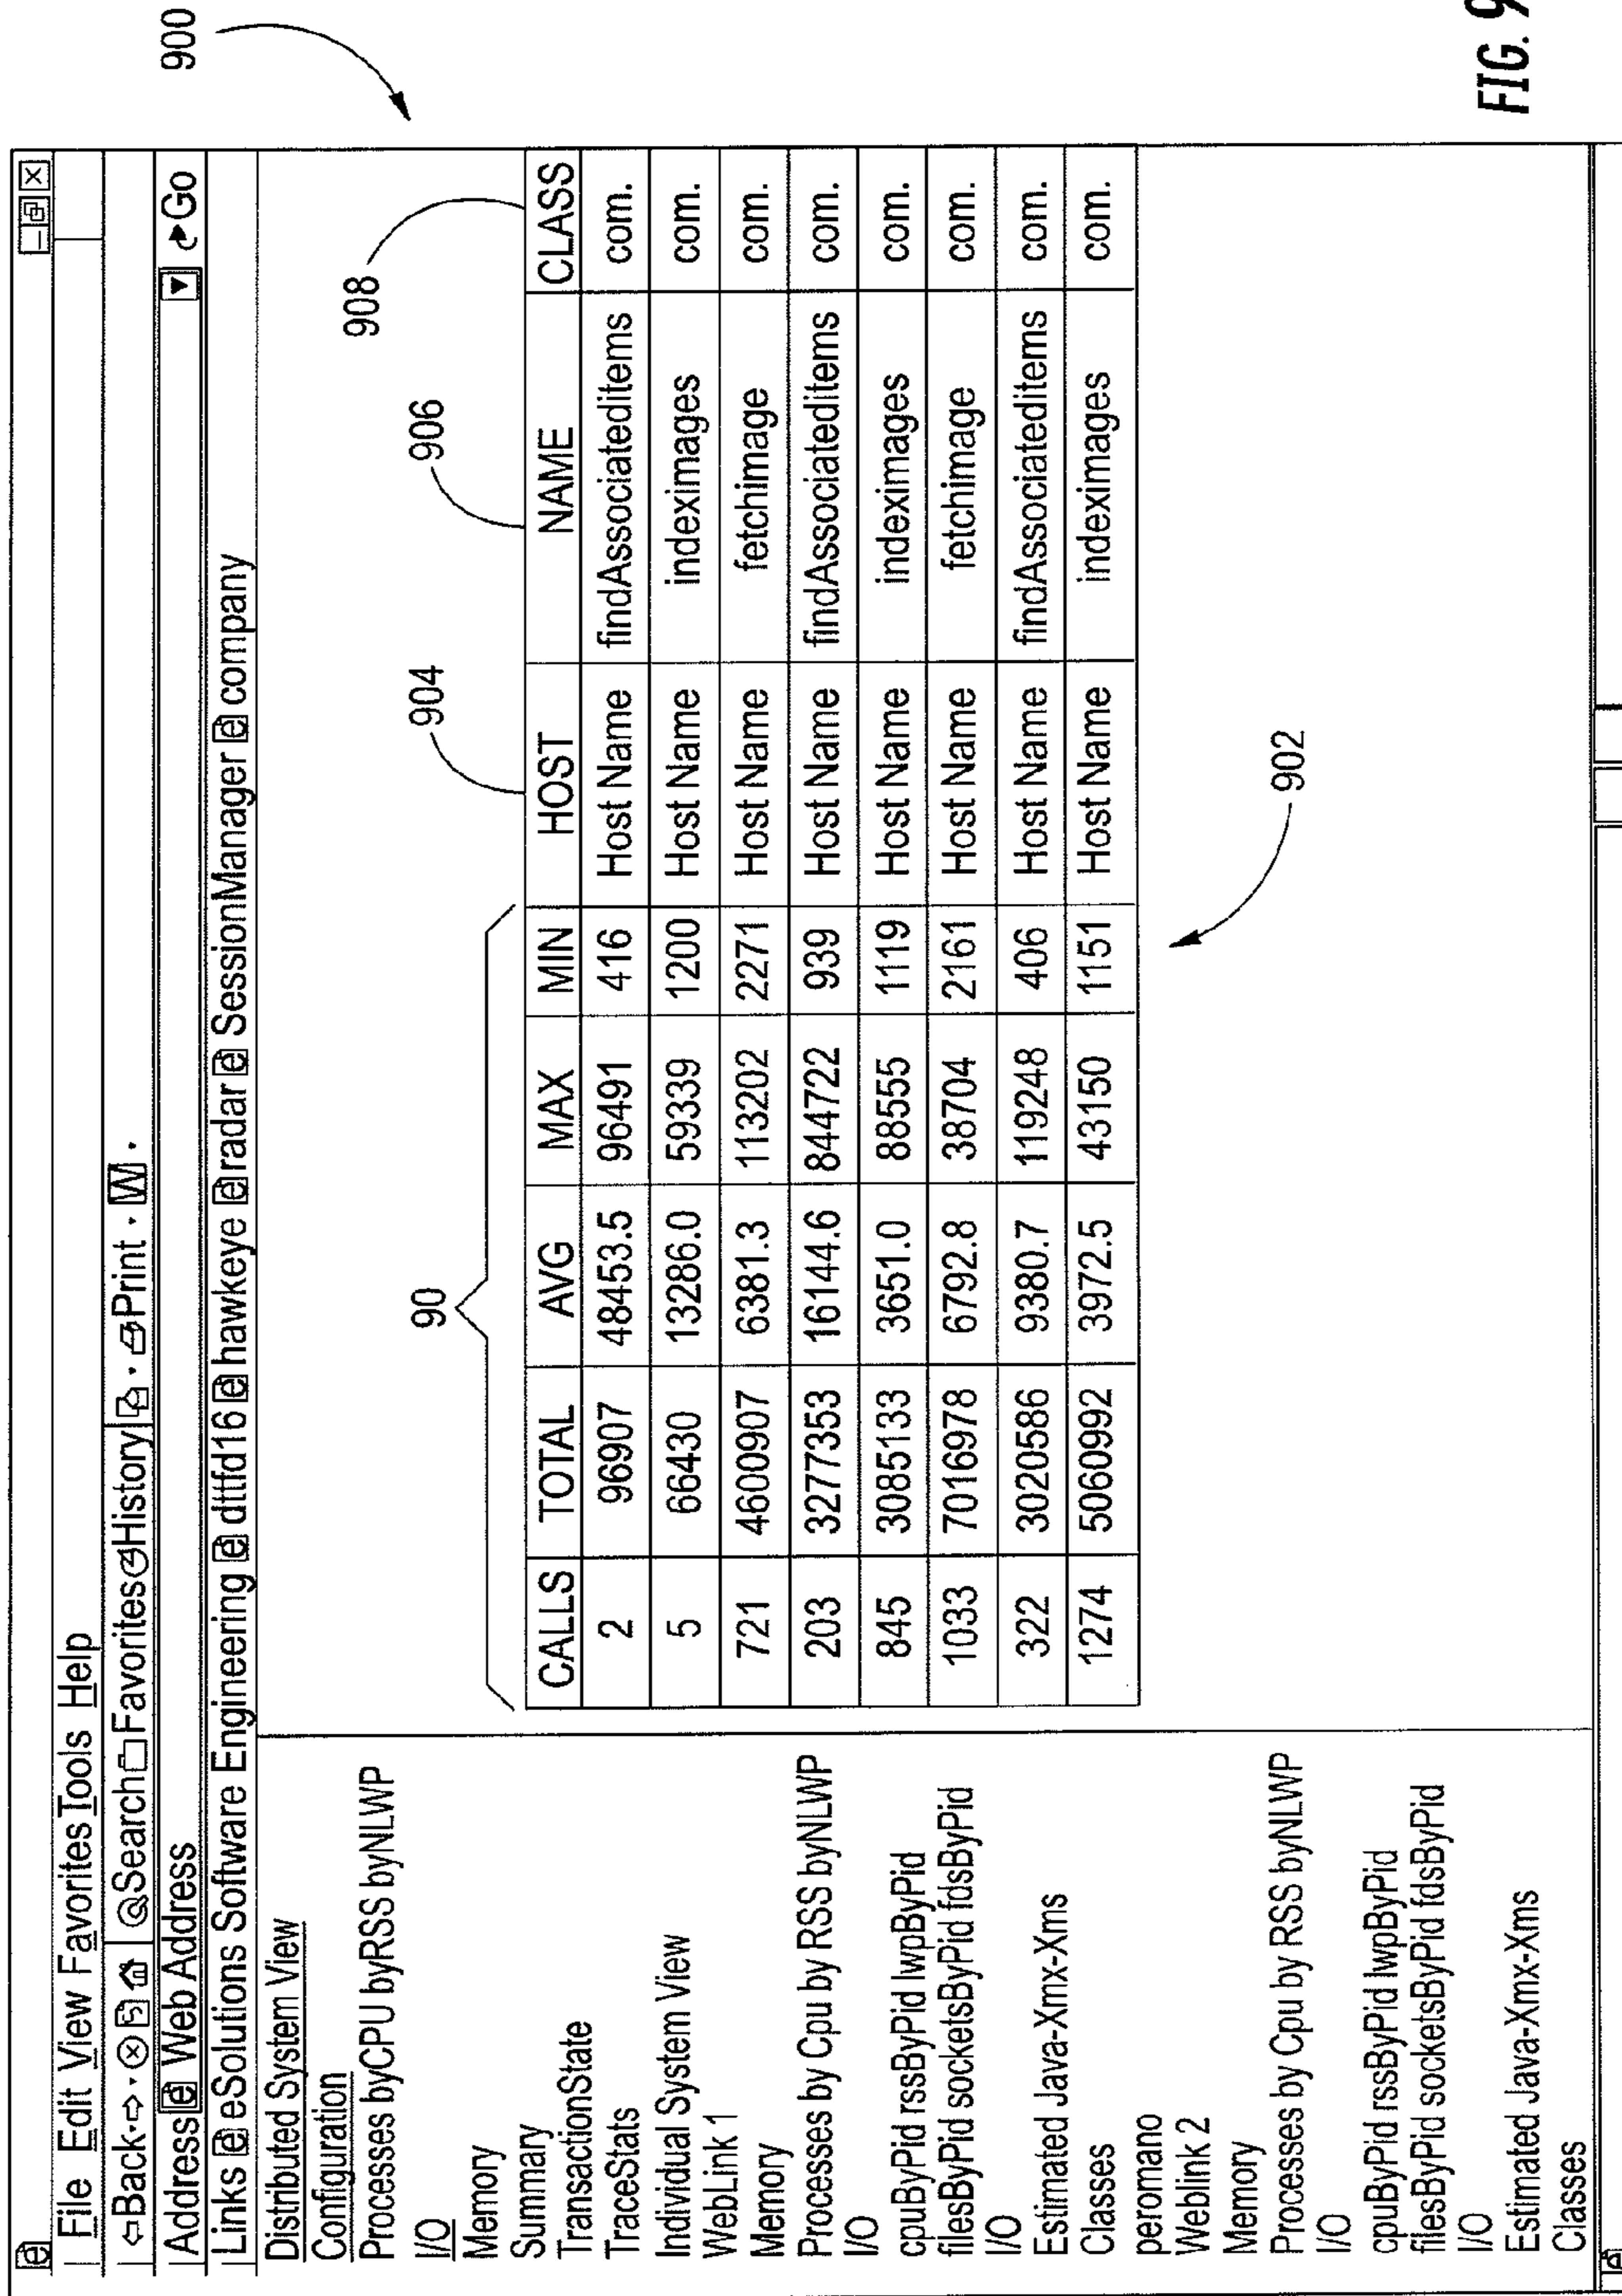 File Edit View Favorites Tools Help
Back Search Favorites History Print W
Address Web Address Go
Links eSolutions Software Engineering dttfd16 hawkeye radar SessionManager company
Distributed System View
Configuration
Processes byCPU byRSS byNLWP
I/O
Memory
Summary
TransactionState
TraceStats
Individual System View
WebLink 1
Memory
Processes by Cpu by RSS byNLWP
I/O
cpuByPid rssByPid lwpByPid
filesByPid socketsByPid fdsByPid
I/O
Estimated Java-Xmx-Xms
Classes
peromano
Weblink 2
Memory
Processes by Cpu by RSS byNLWP
I/O
cpuByPid rssByPid lwpByPid
filesByPid socketsByPid fdsByPid
I/O
Estimated Java-Xmx-Xms
Classes
90 904 906 908
CALLS TOTAL AVG MAX MIN HOST NAME CLASS
2 96907 48453.5 96491 416 Host Name findAssociateditems com.
5 66430 13286.0 59339 1200 Host Name indeximages com.
721 4600907 6381.3 113202 2271 Host Name fetchimage com.
203 3277353 16144.6 844722 939 Host Name findAssociateditems com.
845 3085133 3651.0 88555 1119 Host Name indeximages com.
1033 7016978 6792.8 38704 2161 Host Name fetchimage com.
322 3020586 9380.7 119248 406 Host Name findAssociateditems com.
1274 5060992 3972.5 43150 1151 Host Name indeximages com.
902
900
FIG. 9